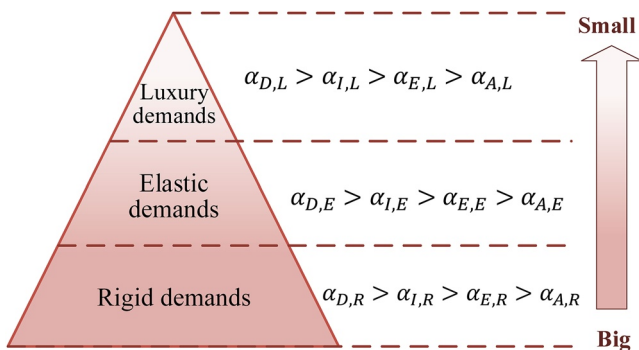 Small
Luxury
demands
α_{D,L} > α_{I,L} > α_{E,L} > α_{A,L}
Elastic
demands
α_{D,E} > α_{I,E} > α_{E,E} > α_{A,E}
Rigid demands
α_{D,R} > α_{I,R} > α_{E,R} > α_{A,R}
Big